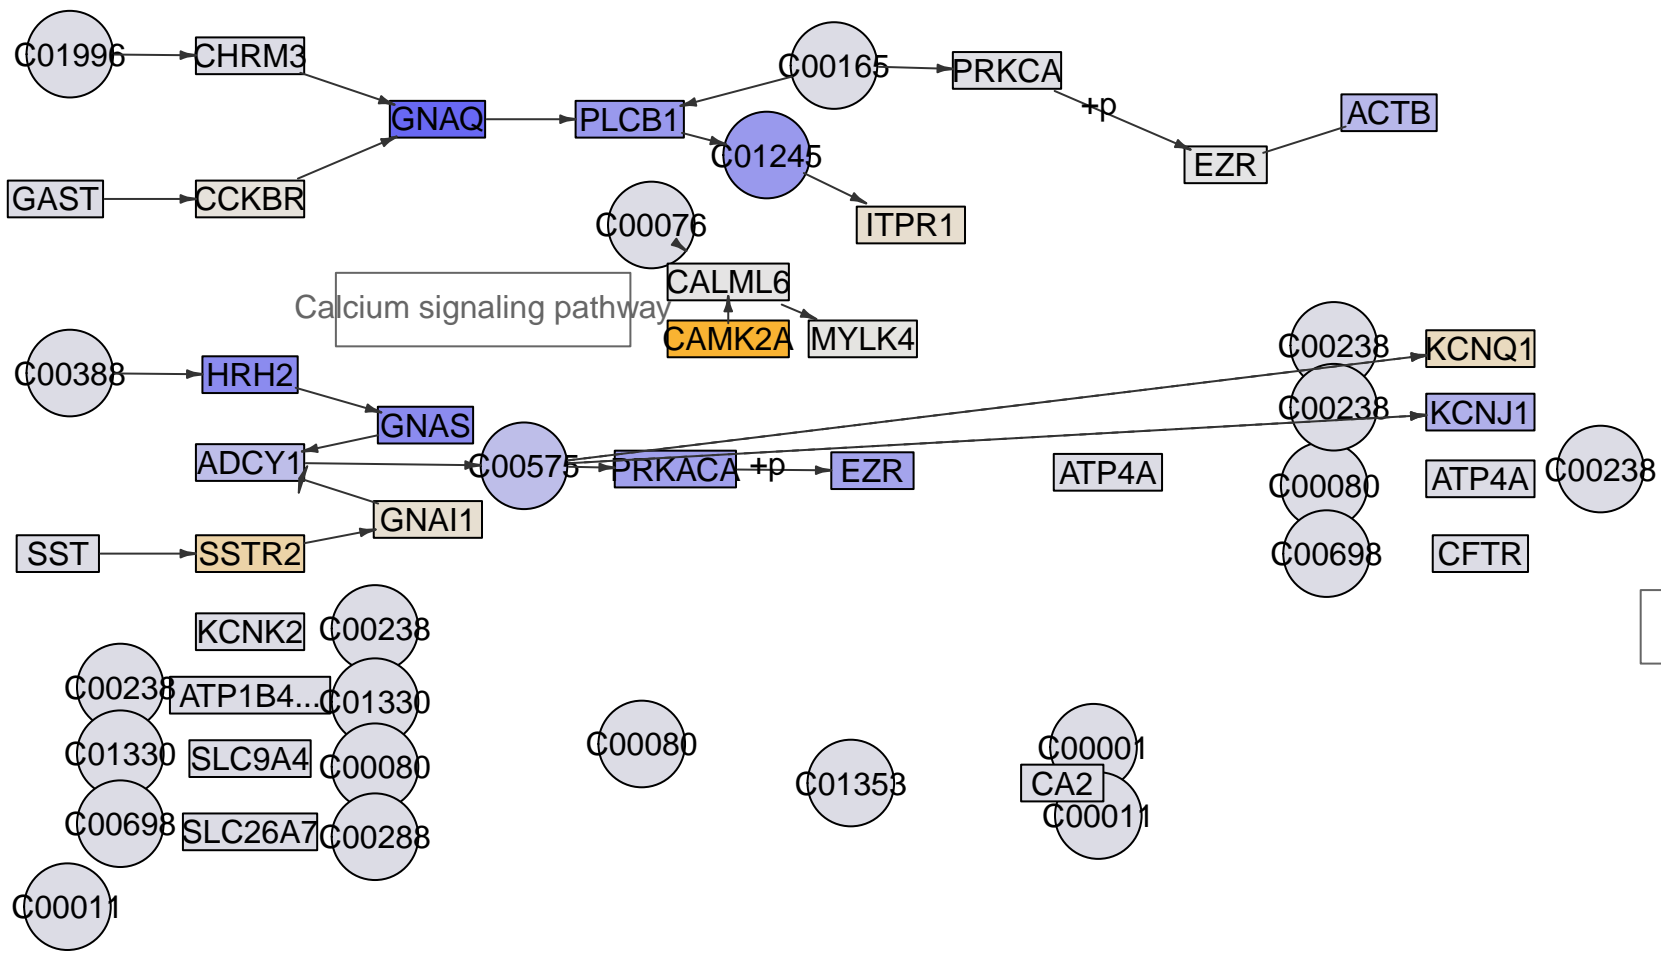 C01996
CHRM3
C00165
PRKCA
+p
ACTB
GNAQ
PLCB1
C01245
EZR
GAST
CCKBR
C00076
ITPR1
CALML6
Calcium signaling pathway
CAMK2A
MYLK4
C00238
KCNQ1
C00388
HRH2
C00238
KCNJ1
GNAS
ADCY1
C00575
PRKACA
+p
EZR
ATP4A
C00080
ATP4A
C00238
GNAI1
SST
SSTR2
C00698
CFTR
KCNK2
C00238
C00238
ATP1B4...
C01330
C01330
SLC9A4
C00080
C00080
C01353
C00001
CA2
C00011
C00698
SLC26A7
C00288
C00011